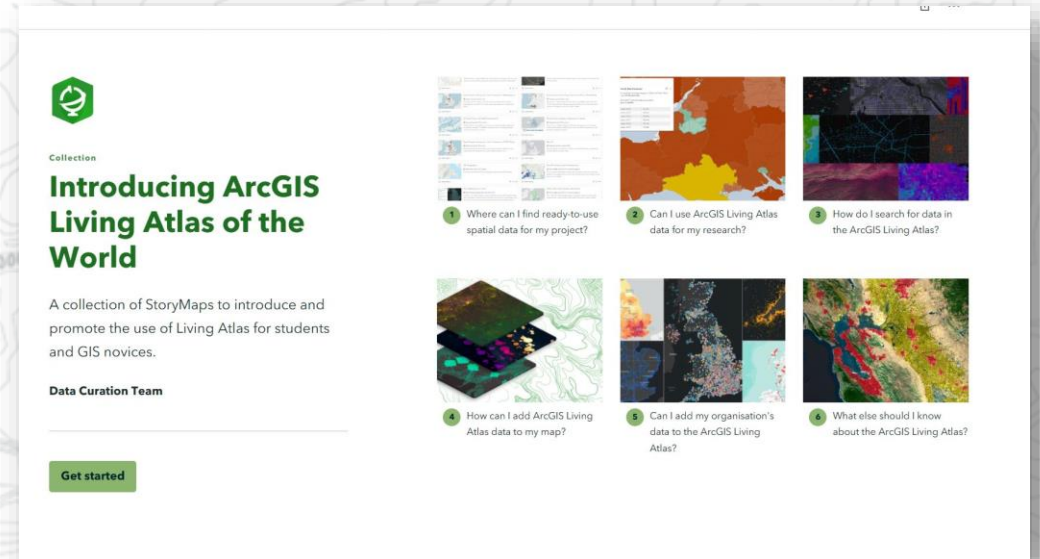 Collection
Introducing ArcGIS
Living Atlas of the
World
A collection of StoryMaps to introduce and
promote the use of Living Atlas for students
and GIS novices.
Data Curation Team
Get started
1 Where can I find ready-to-use
spatial data for my project?
2 Can I use ArcGIS Living Atlas
data for my research?
3 How do I search for data in
the ArcGIS Living Atlas?
4 How can I add ArcGIS Living
Atlas data to my map?
5 Can I add my organisation's
data to the ArcGIS Living
Atlas?
6 What else should I know
about the ArcGIS Living Atlas?